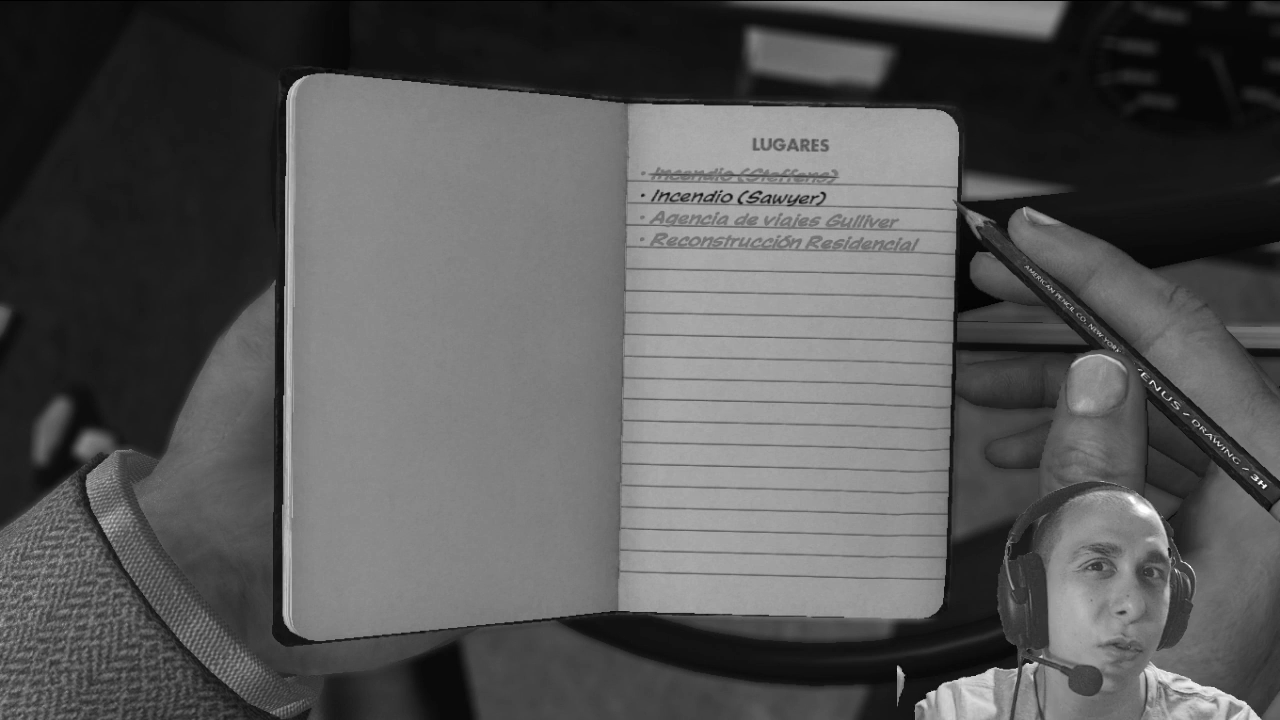 LUGARES
• Incendio (Steffens)
• Incendio (Sawyer)
• Agencia de viajes Gulliver
• Reconstrucción Residencial
AMERICAN PENCIL CO. NEW YORK
VENUS / DRAWING / 3H